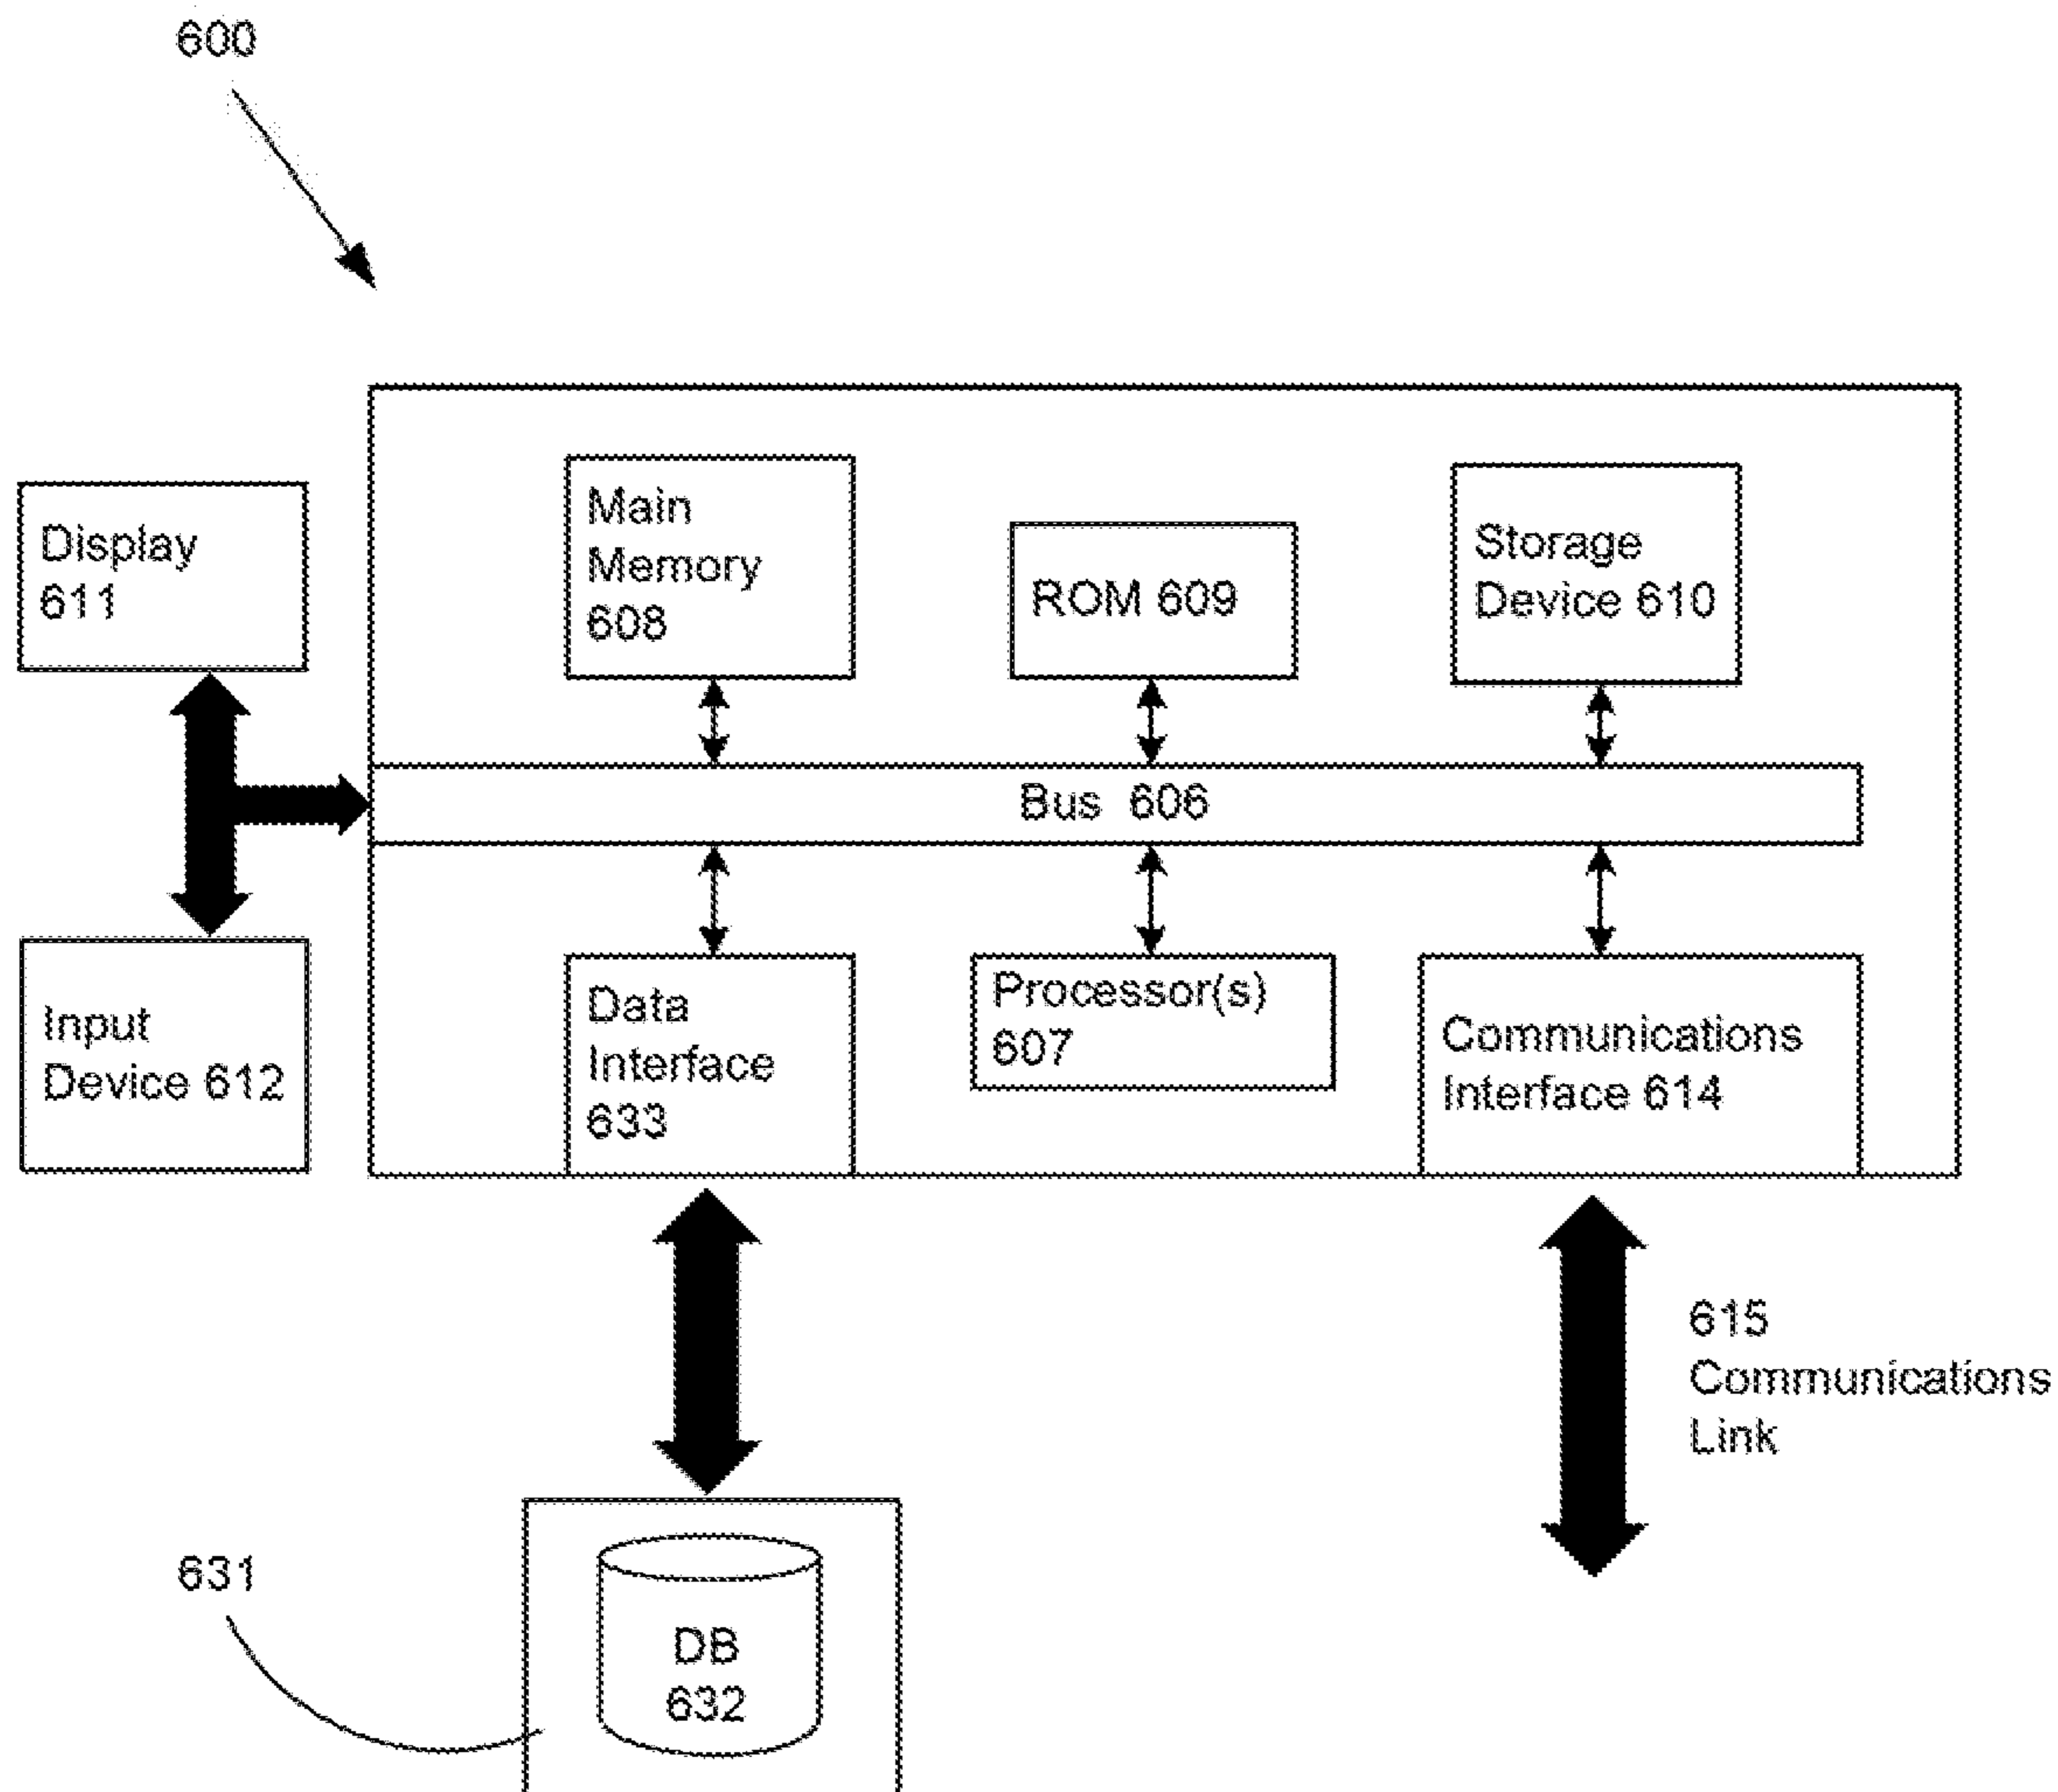 600
Display
611
Main
Memory
608
ROM 609
Storage
Device 610
Bus 606
Input
Device 612
Data
Interface
633
Processor(s)
607
Communications
Interface 614
615
Communications
Link
631
DB
632